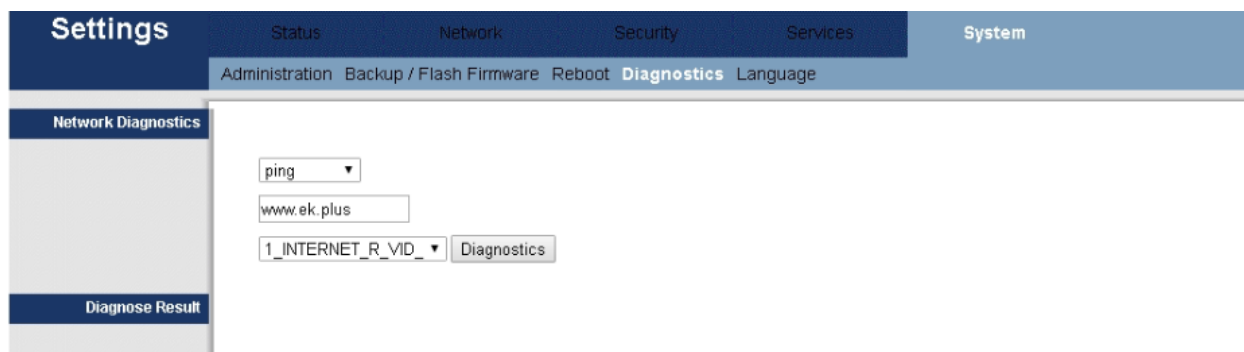 Settings Status Network Security Services System
Administration Backup / Flash Firmware Reboot Diagnostics Language
Network Diagnostics
ping
www.ek.plus
1_INTERNET_R_VID_ Diagnostics
Diagnose Result